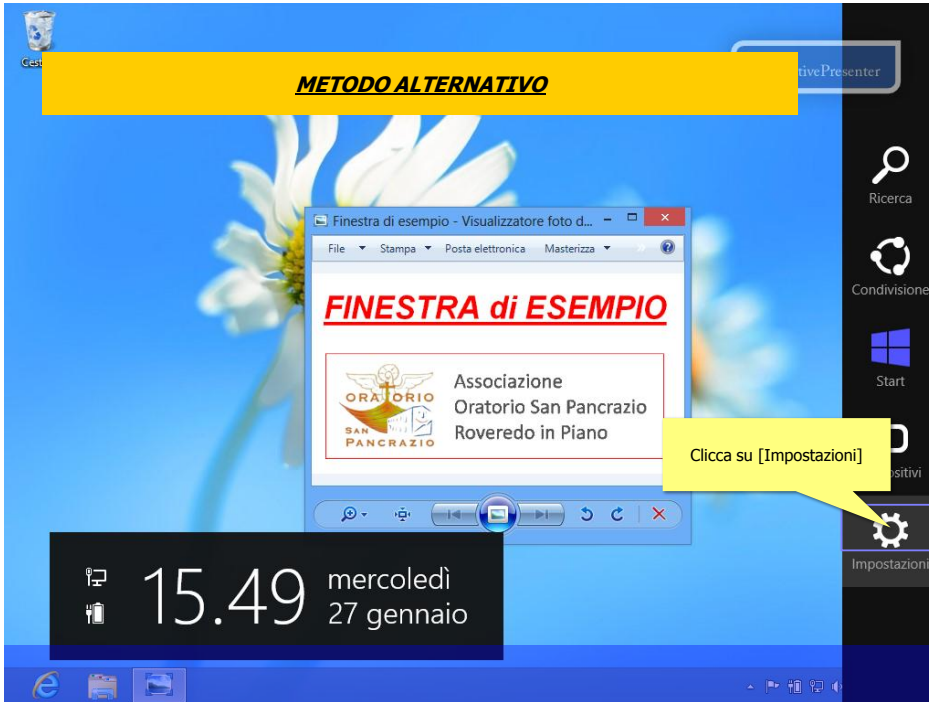 METODO ALTERNATIVO
tivePresenter
Ricerca
Condivisione
Start
Finestra di esempio - Visualizzatore foto d...
File Stampa Posta elettronica Masterizza
FINESTRA di ESEMPIO
ORATORIO
SAN
PANCRAZIO
Associazione
Oratorio San Pancrazio
Roveredo in Piano
Clicca su [Impostazioni]
Impostazioni
15.49
mercoledì
27 gennaio